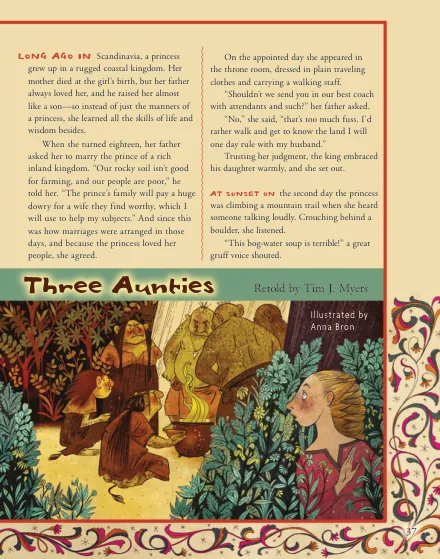 LONG AGO IN Scandinavia, a princess
grew up in a rugged coastal kingdom. Her
mother died at the girl's birth, but her father
always loved her, and he raised her almost
like a son—so instead of just the manners of
a princess, she learned all the skills of life and
wisdom besides.
When she turned eighteen, her father
asked her to marry the prince of a rich
inland kingdom. “Our rocky soil isn't good
for farming, and our people are poor,” he
told her. “The prince's family will pay a huge
dowry for a wife they find worthy, which I
will use to help my subjects.” And since this
was how marriages were arranged in those
days, and because the princess loved her
people, she agreed.
On the appointed day she appeared in
the throne room, dressed in plain traveling
clothes and carrying a walking staff.
“Shouldn't we send you in our best coach
with attendants and such?” her father asked.
“No,” she said, “that's too much fuss. I'd
rather walk and get to know the land I will
one day rule with my husband.”
Trusting her judgment, the king embraced
his daughter warmly, and she set out.
AT SUNSET ON the second day the princess
was climbing a mountain trail when she heard
someone talking loudly. Crouching behind a
boulder, she listened.
“This bog-water soup is terrible!” a great
gruff voice shouted.
Three Aunties
Retold by Tim J. Myers
Illustrated by
Anna Bron
37